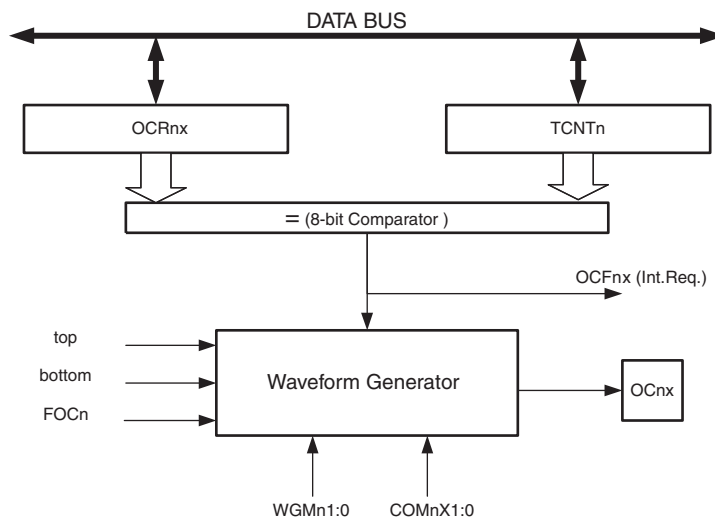 DATA BUS
OCRnx
TCNTn
= (8-bit Comparator )
OCFnx (Int.Req.)
top
bottom
FOCn
Waveform Generator
OCnx
WGMn1:0
COMnX1:0